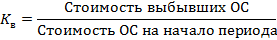 Kв = Стоимость выбывших ОС
Стоимость ОС на начало периода